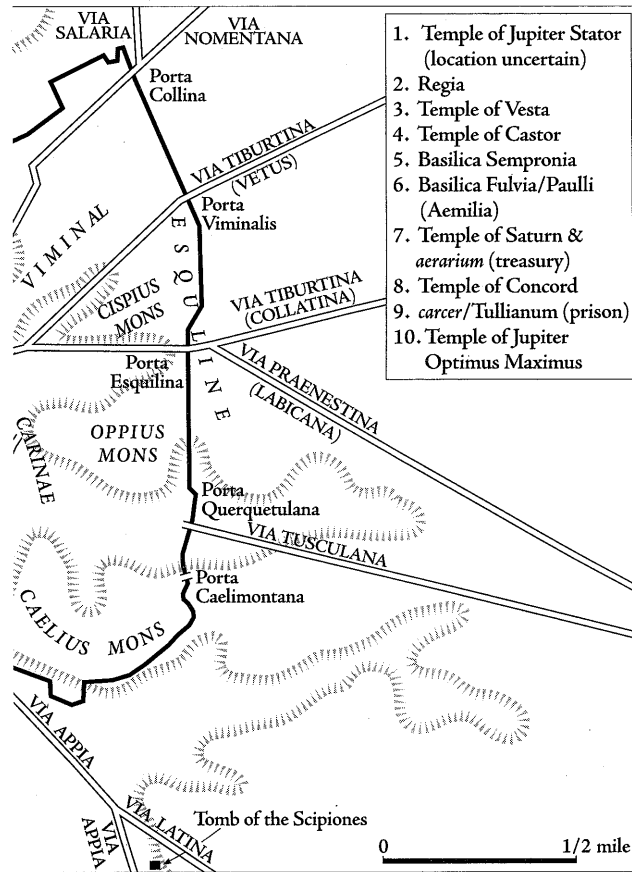 VIA
SALARIA
VIA
NOMENTANA
Porta
Collina
1. Temple of Jupiter Stator
(location uncertain)
2. Regia
3. Temple of Vesta
4. Temple of Castor
5. Basilica Sempronia
6. Basilica Fulvia/Paulli
(Aemilia)
7. Temple of Saturn &
aerarium (treasury)
8. Temple of Concord
9. carcer/Tullianum (prison)
10. Temple of Jupiter
Optimus Maximus
VIA TIBURTINA
(VETUS)
Porta
Viminalis
VIMINAL
ESQUILINE
CISPIUS
MONS
VIA TIBURTINA
(COLLATINA)
Porta
Esquilina
VIA PRAENESTINA
(LABICANA)
OPPIUS
MONS
CARINAE
Porta
Querquetulana
VIA TUSCULANA
Porta
Caelimontana
CAELIUS MONS
VIA APPIA
VIA LATINA
VIA
APPIA
Tomb of the Scipiones
0 1/2 mile